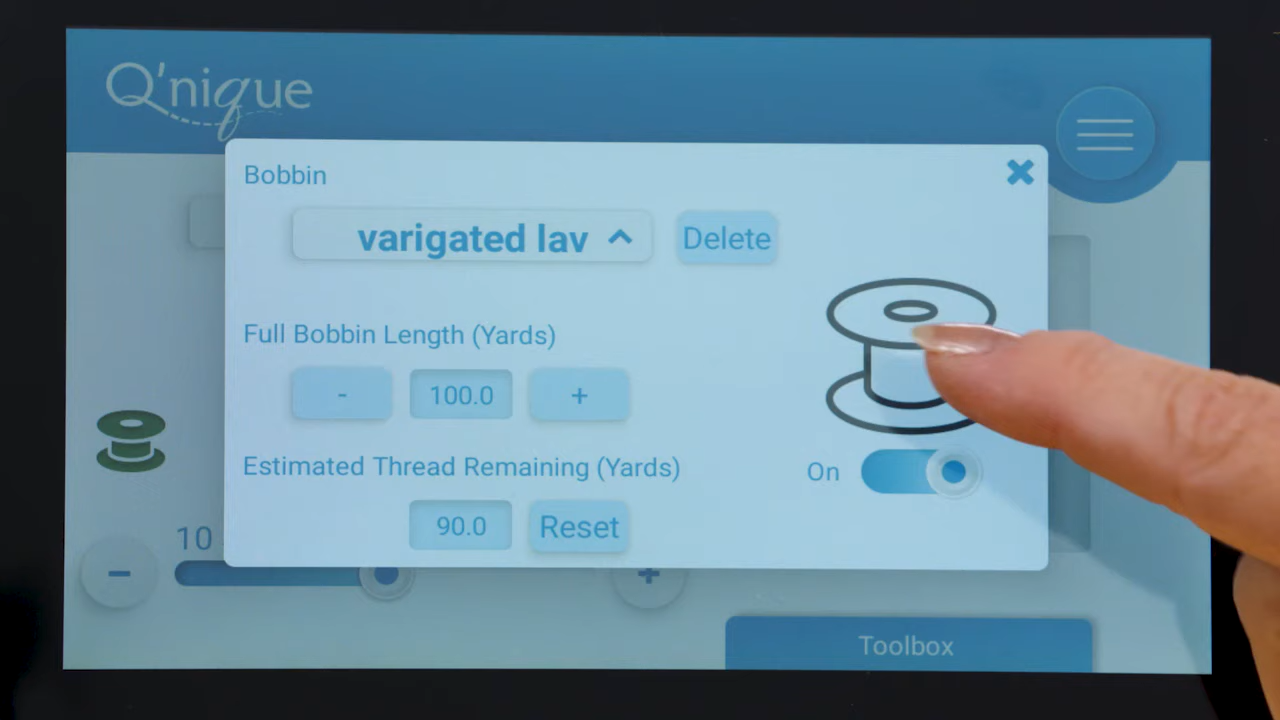 Q'nique
Bobbin
varigated lav
Delete
Full Bobbin Length (Yards)
- 100.0 +
Estimated Thread Remaining (Yards)
On
90.0 Reset
10
Toolbox